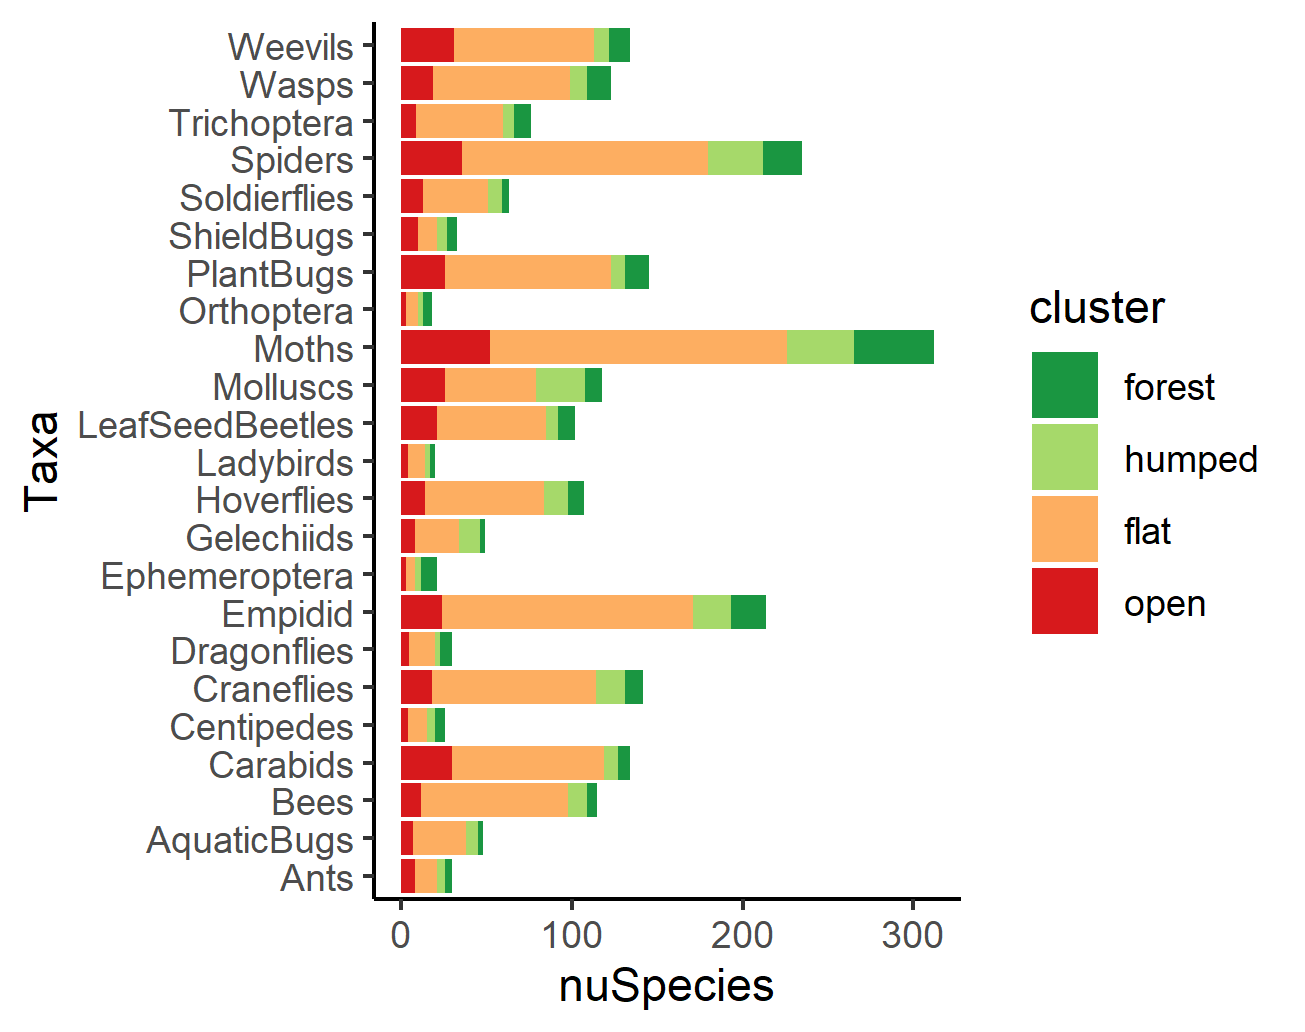 Weevils
Wasps
Trichoptera
Spiders
Soldierflies
ShieldBugs
PlantBugs
Orthoptera
Moths
Molluscs
LeafSeedBeetles
Ladybirds
Hoverflies
Gelechiids
Ephemeroptera
Empidid
Dragonflies
Craneflies
Centipedes
Carabids
Bees
AquaticBugs
Ants
Taxa
0 100 200 300
nuSpecies
cluster
forest
humped
flat
open